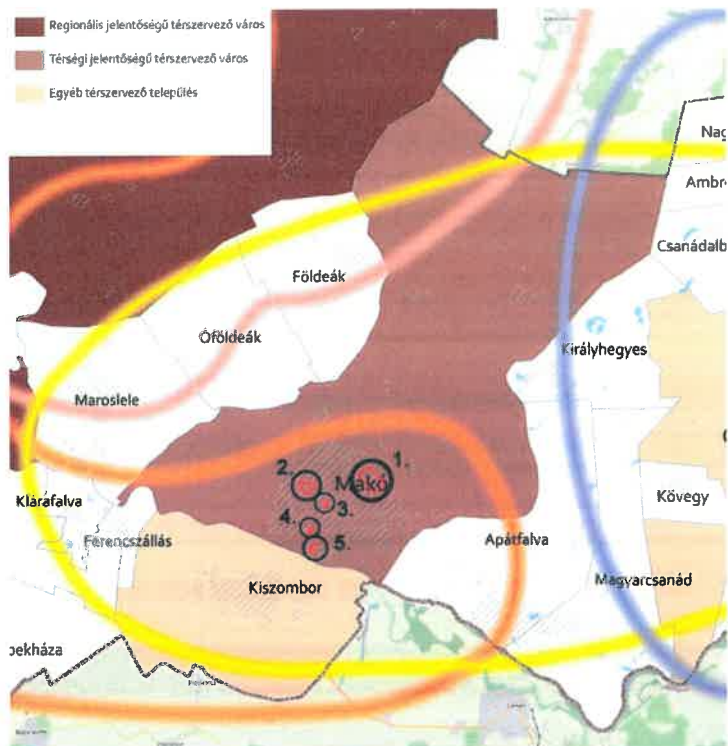 Regionális jelentőségű térszervező város
Térségi jelentőségű térszervező város
Egyéb térszervező település
Nag
Ambr
Csanádalb
Földeák
Óföldeák
Királyhegyes
Maroslele
1.
2.
Makó
3.
Klárafalva
Kövegy
4.
Ferencszállás
5.
Apátfalva
Kiszombor
Magyarcsanád
pekháza